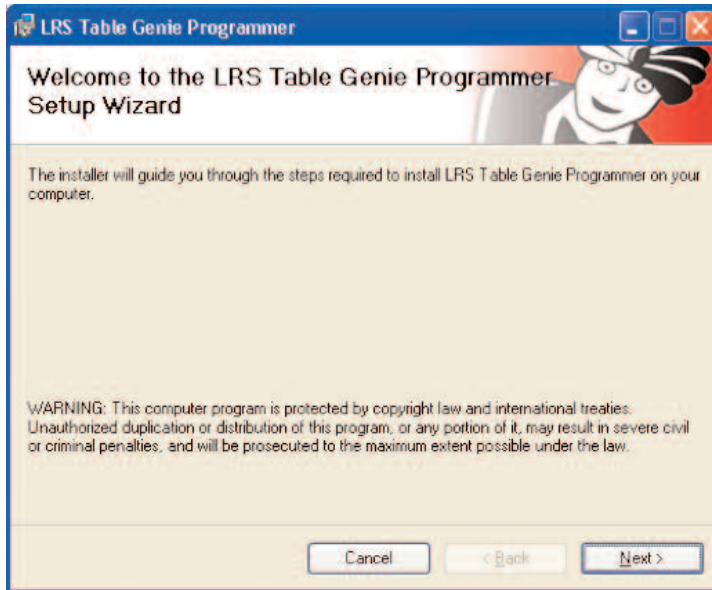 LRS Table Genie Programmer
Welcome to the LRS Table Genie Programmer
Setup Wizard
The installer will guide you through the steps required to install LRS Table Genie Programmer on your
computer.
WARNING: This computer program is protected by copyright law and international treaties.
Unauthorized duplication or distribution of this program, or any portion of it, may result in severe civil
or criminal penalties, and will be prosecuted to the maximum extent possible under the law.
Cancel
< Back
Next >